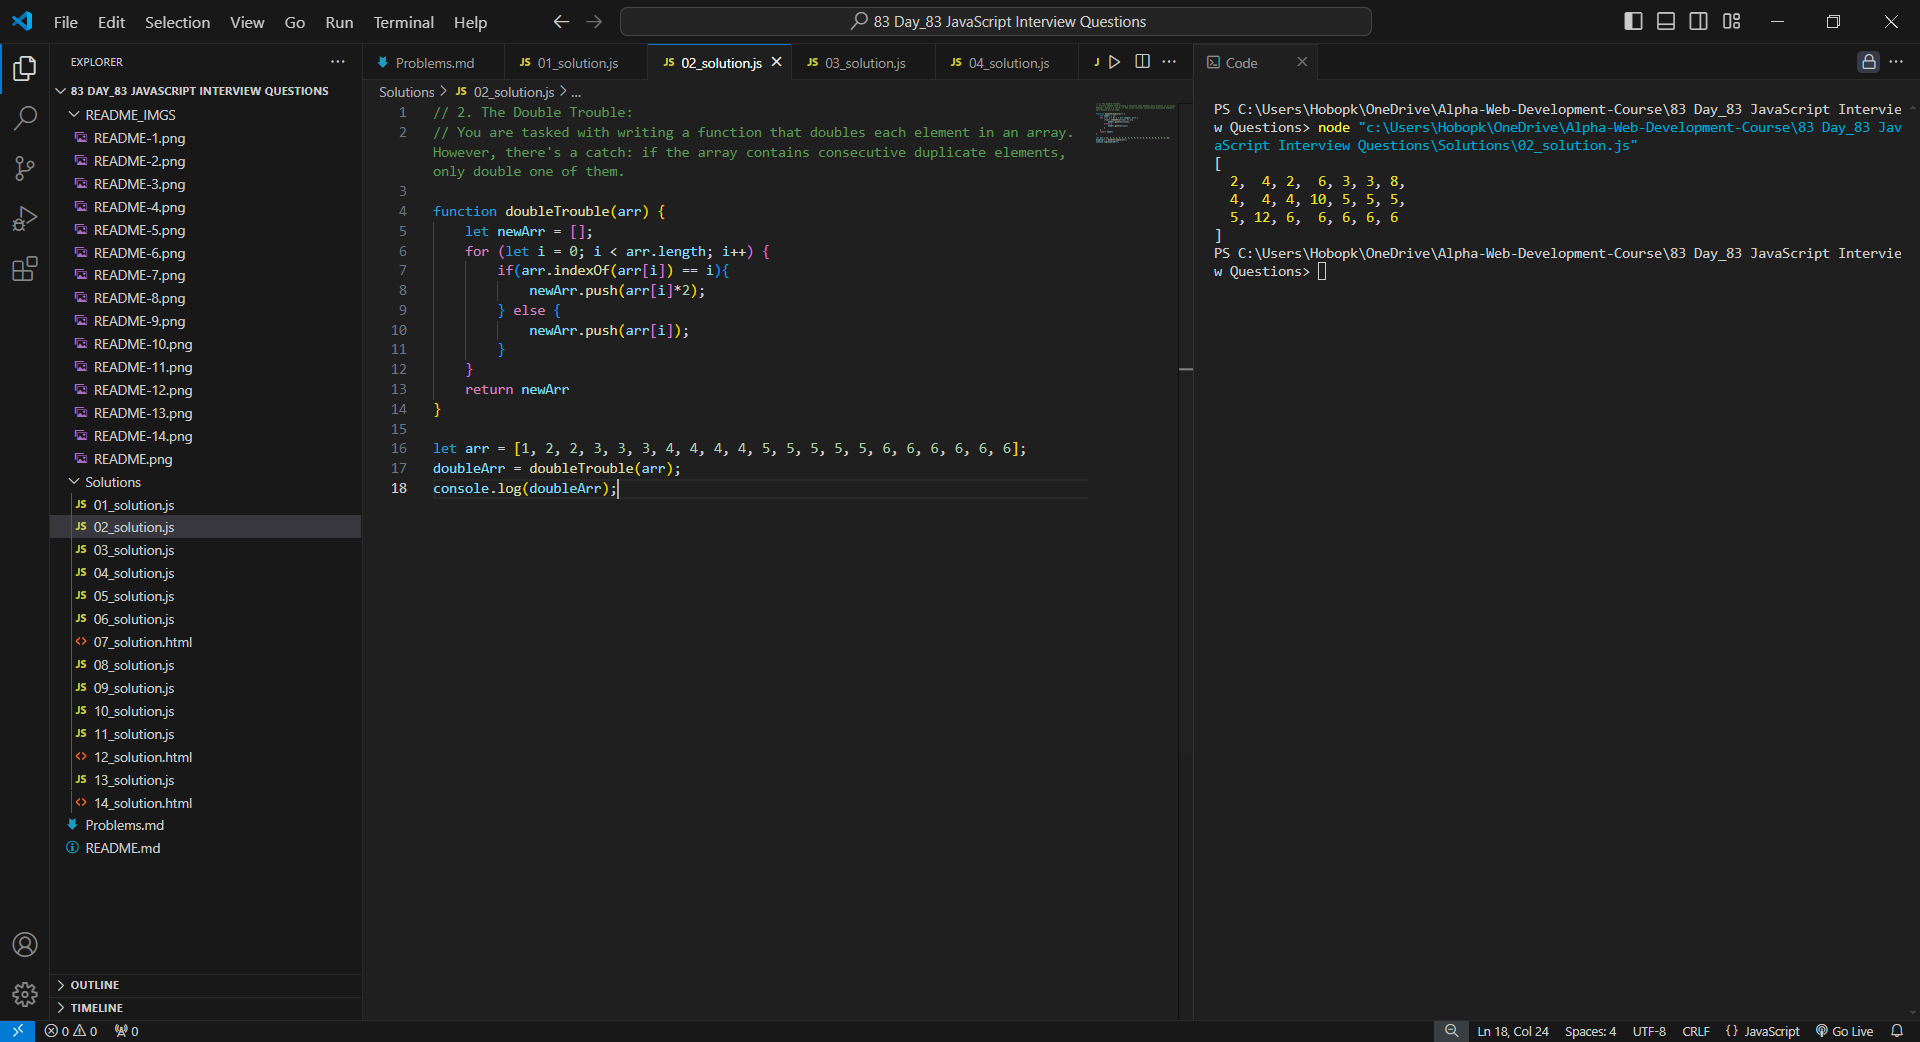 File Edit Selection View Go Run Terminal Help
83 Day_83 JavaScript Interview Questions
EXPLORER
83 DAY_83 JAVASCRIPT INTERVIEW QUESTIONS
README_IMGS
README-1.png
README-2.png
README-3.png
README-4.png
README-5.png
README-6.png
README-7.png
README-8.png
README-9.png
README-10.png
README-11.png
README-12.png
README-13.png
README-14.png
README.png
Solutions
JS 01_solution.js
JS 02_solution.js
JS 03_solution.js
JS 04_solution.js
JS 05_solution.js
JS 06_solution.js
<> 07_solution.html
JS 08_solution.js
JS 09_solution.js
JS 10_solution.js
JS 11_solution.js
<> 12_solution.html
JS 13_solution.js
<> 14_solution.html
Problems.md
README.md
OUTLINE
TIMELINE
Problems.md
JS 01_solution.js
JS 02_solution.js
JS 03_solution.js
JS 04_solution.js
J
Solutions > JS 02_solution.js > ...
1 // 2. The Double Trouble:
2 // You are tasked with writing a function that doubles each element in an array.
However, there's a catch: if the array contains consecutive duplicate elements,
only double one of them.
3
4 function doubleTrouble(arr) {
5 let newArr = [];
6 for (let i = 0; i < arr.length; i++) {
7 if(arr.indexOf(arr[i]) == i){
8 newArr.push(arr[i]*2);
9 } else {
10 newArr.push(arr[i]);
11 }
12 }
13 return newArr
14 }
15
16 let arr = [1, 2, 2, 3, 3, 3, 4, 4, 4, 4, 5, 5, 5, 5, 5, 6, 6, 6, 6, 6, 6];
17 doubleArr = doubleTrouble(arr);
18 console.log(doubleArr);
Code
PS C:\Users\Hobopk\OneDrive\Alpha-Web-Development-Course\83 Day_83 JavaScript Intervie
w Questions> node "c:\Users\Hobopk\OneDrive\Alpha-Web-Development-Course\83 Day_83 Jav
aScript Interview Questions\Solutions\02_solution.js"
[
2, 4, 2, 6, 3, 3, 8,
4, 4, 4, 10, 5, 5, 5,
5, 12, 6, 6, 6, 6, 6
]
PS C:\Users\Hobopk\OneDrive\Alpha-Web-Development-Course\83 Day_83 JavaScript Intervie
w Questions>
0 0 0
Ln 18, Col 24 Spaces: 4 UTF-8 CRLF {} JavaScript Go Live